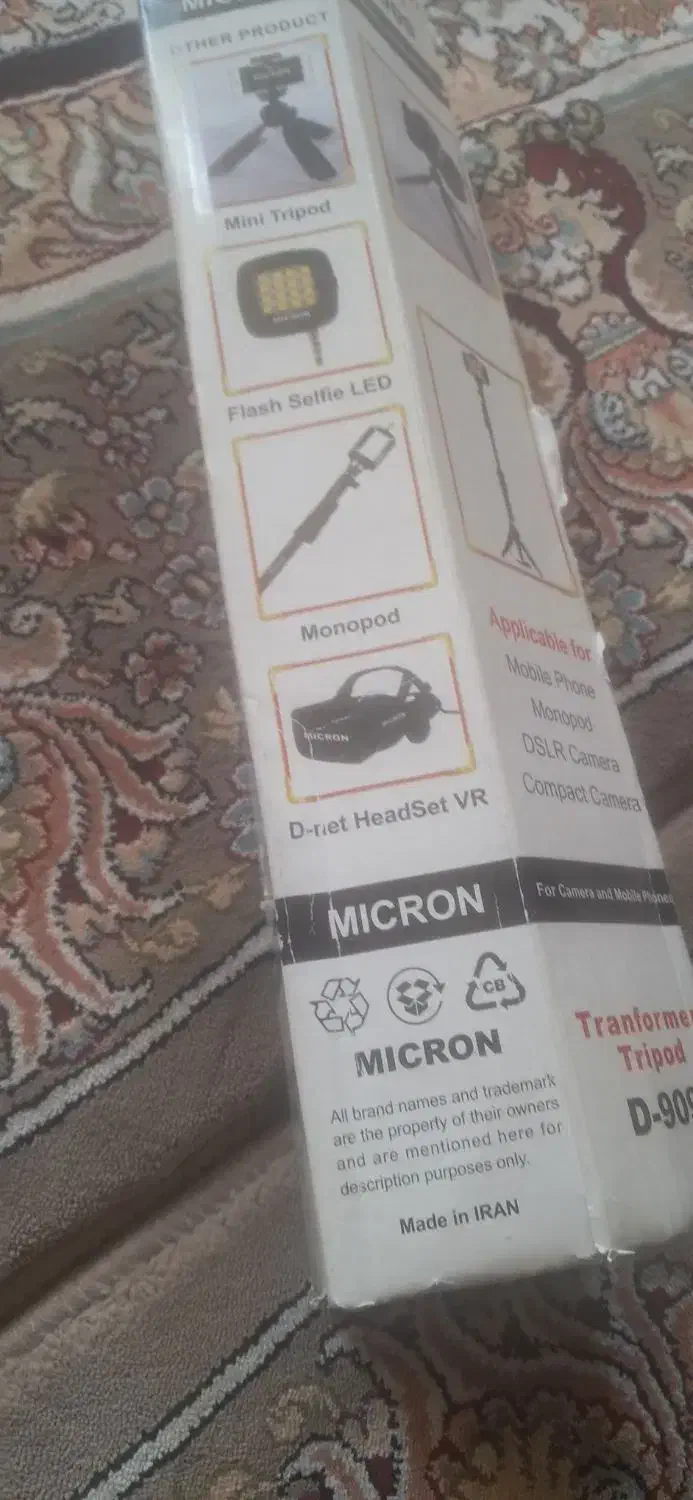 OTHER PRODUCT
Mini Tripod
MICRON
Flash Selfie LED
Monopod
MICRON
D-net HeadSet VR
MICRON
CB
MICRON
All brand names and trademark
are the property of their owners
and are mentioned here for
description purposes only.
Made in IRAN
Applicable for
Mobile Phone
Monopod
DSLR Camera
Compact Camera
For Camera and Mobile Phones
Tranformer
Tripod